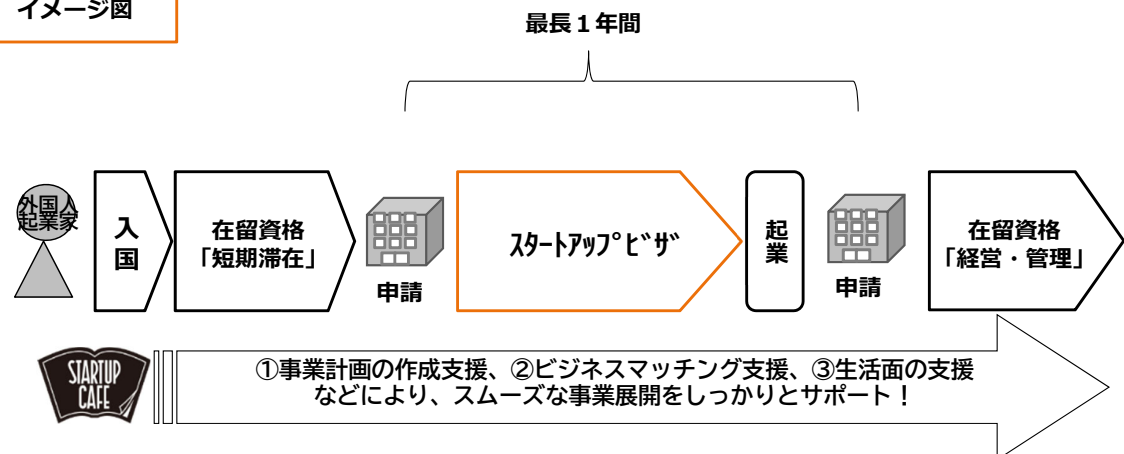 イメージ図
最長１年間
外国人
起業家
入
国
在留資格
「短期滞在」
申請
ｽﾀｰﾄｱｯﾌﾟﾋﾞｻﾞ
起
業
申請
在留資格
「経営・管理」
STARTUP
CAFE
①事業計画の作成支援、②ビジネスマッチング支援、③生活面の支援
などにより、スムーズな事業展開をしっかりとサポート！